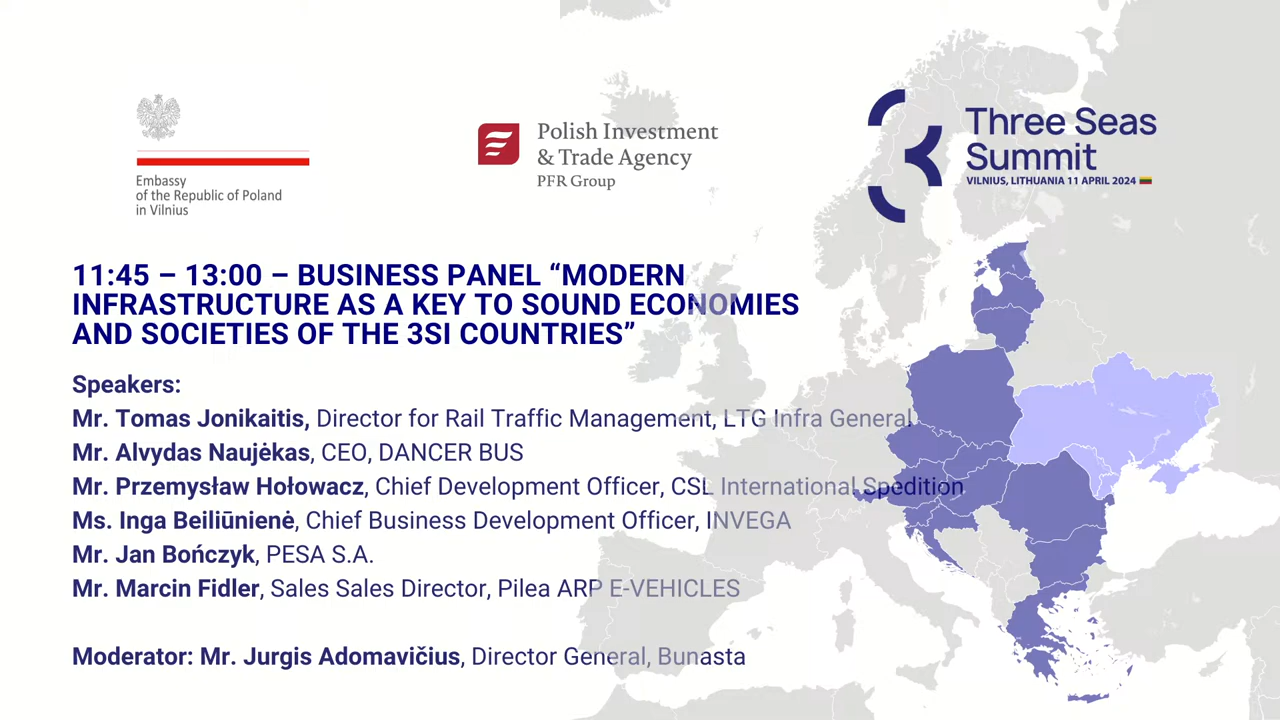 Embassy
of the Republic of Poland
in Vilnius
Polish Investment
& Trade Agency
PFR Group
Three Seas
Summit
VILNIUS, LITHUANIA 11 APRIL 2024
11:45 – 13:00 – BUSINESS PANEL “MODERN
INFRASTRUCTURE AS A KEY TO SOUND ECONOMIES
AND SOCIETIES OF THE 3SI COUNTRIES”
Speakers:
Mr. Tomas Jonikaitis, Director for Rail Traffic Management, LTG Infra General
Mr. Alvydas Naujėkas, CEO, DANCER BUS
Mr. Przemysław Hołowacz, Chief Development Officer, CSL International Spedition
Ms. Inga Beiliūnienė, Chief Business Development Officer, INVEGA
Mr. Jan Bończyk, PESA S.A.
Mr. Marcin Fidler, Sales Sales Director, Pilea ARP E-VEHICLES
Moderator: Mr. Jurgis Adomavičius, Director General, Bunasta